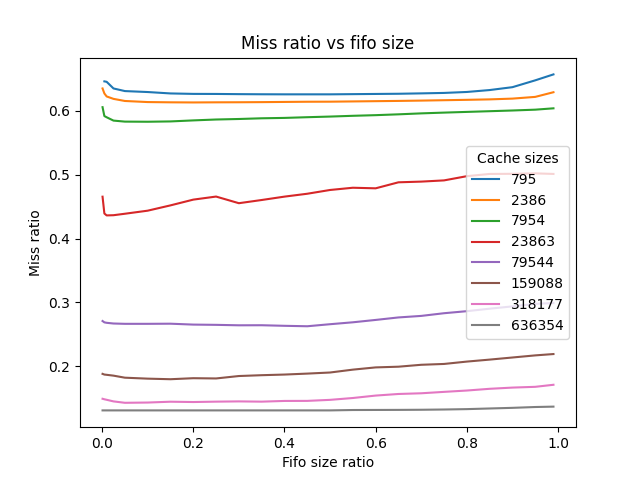 Miss ratio vs fifo size
Miss ratio
0.6
0.5
0.4
0.3
0.2
Cache sizes
795
2386
7954
23863
79544
159088
318177
636354
0.0 0.2 0.4 0.6 0.8 1.0
Fifo size ratio